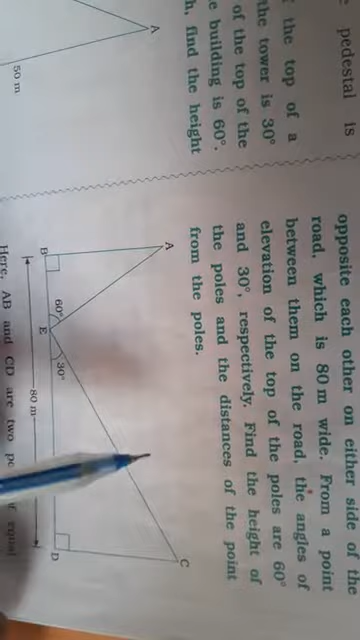 e pedestal is
the top of a
the tower is 30°
of the top of the
e building is 60°.
h, find the height
A
50 m
opposite each other on either side of the
road, which is 80 m wide. From a point
between them on the road, the angles of
elevation of the top of the poles are 60°
and 30°, respectively. Find the height of
the poles and the distances of the point
from the poles.
A
C
60°
30°
B
E
D
80 m
Here, AB and CD are two
equal